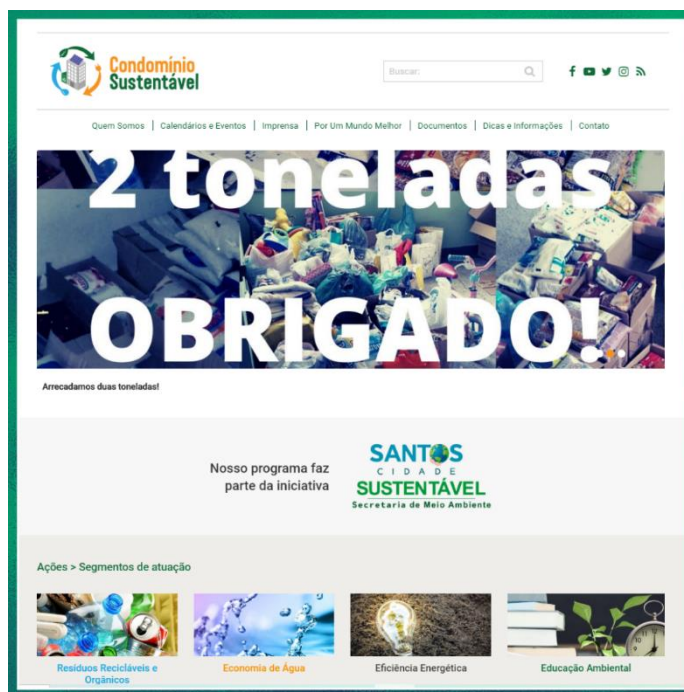 Condomínio
Sustentável
Buscar:
Quem Somos | Calendários e Eventos | Imprensa | Por Um Mundo Melhor | Documentos | Dicas e Informações | Contato
2 toneladas
OBRIGADO!
Arrecadamos duas toneladas!
Nosso programa faz
parte da iniciativa
SANTOS
CIDADE
SUSTENTÁVEL
Secretaria de Meio Ambiente
Ações > Segmentos de atuação
Resíduos Recicláveis e
Orgânicos
Economia de Água
Eficiência Energética
Educação Ambiental